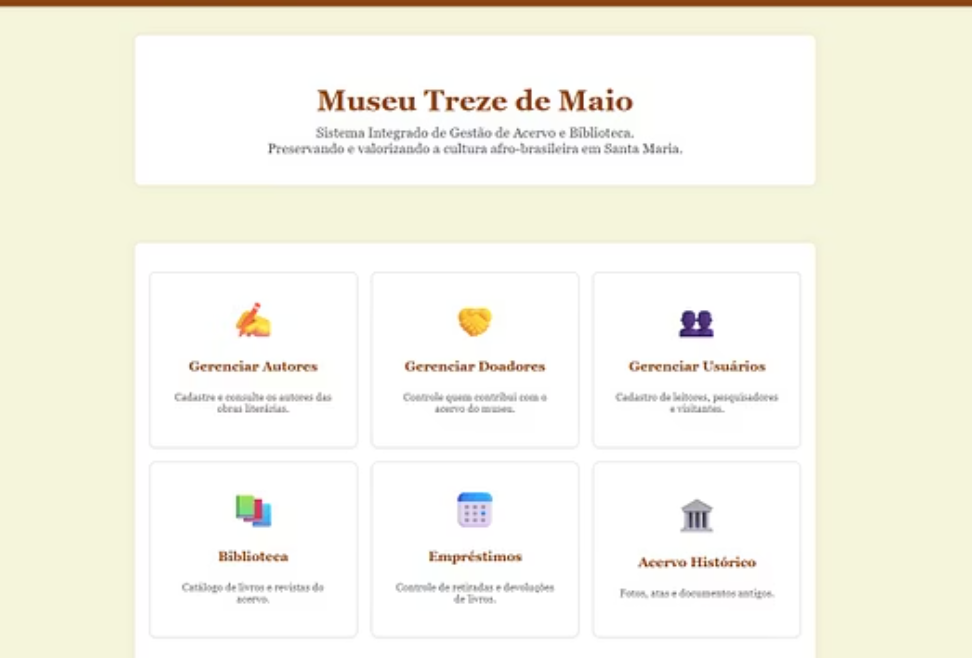 Museu Treze de Maio
Sistema Integrado de Gestão de Acervo e Biblioteca.
Preservando e valorizando a cultura afro-brasileira em Santa Maria.
Gerenciar Autores
Cadastre e consulte os autores das
obras literárias.
Gerenciar Doadores
Controle quem contribui com o
acervo do museu.
Gerenciar Usuários
Cadastro de leitores, pesquisadores
e visitantes.
Biblioteca
Catálogo de livros e revistas do
acervo.
Empréstimos
Controle de retiradas e devoluções
de livros.
Acervo Histórico
Fotos, atas e documentos antigos.